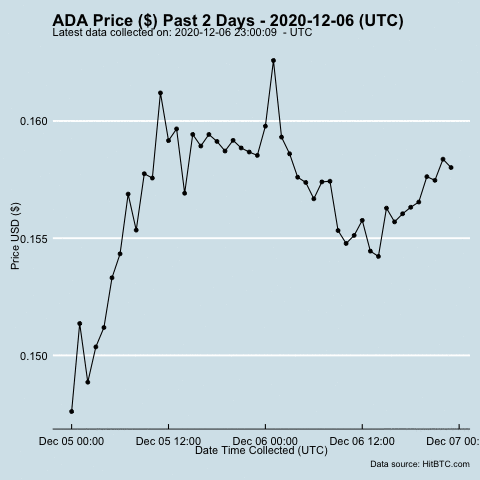 ADA Price ($) Past 2 Days - 2020-12-06 (UTC)
Latest data collected on: 2020-12-06 23:00:09 - UTC
0.160
0.155
0.150
Price USD ($)
Dec 05 00:00 Dec 05 12:00 Dec 06 00:00 Dec 06 12:00 Dec 07 00:
Date Time Collected (UTC)
Data source: HitBTC.com